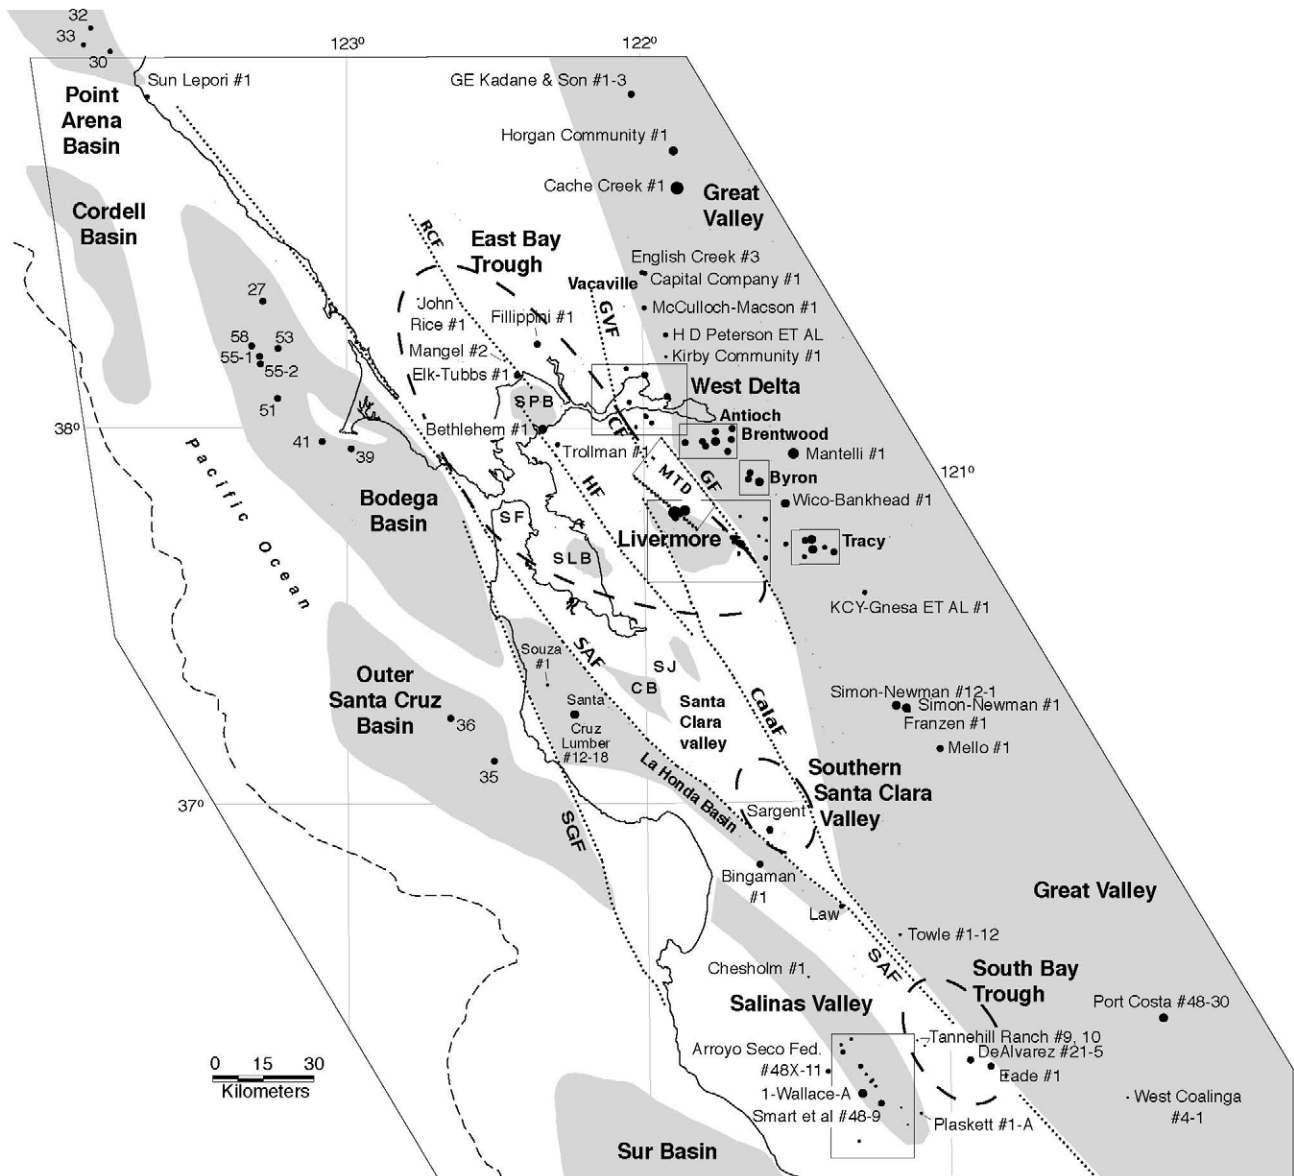 32
33
30
123º
122º
Sun Lepori #1
GE Kadane & Son #1-3
Point
Arena
Basin
Horgan Community #1
Cache Creek #1
Great
Valley
Cordell
Basin
RCF
East Bay
Trough
English Creek #3
Capital Company #1
Vacaville
GVF
McCulloch-Macson #1
27
John
Rice #1
Fillippini #1
H D Peterson ET AL
Kirby Community #1
58
53
55-1
55-2
Mangel #2
Elk-Tubbs #1
West Delta
51
SPB
Antioch
38º
Bethlehem #1
CF
Brentwood
41
39
Trollman #1
Mantelli #1
121º
MTD
GF
Byron
Pacific Ocean
Bodega
Basin
HF
Wico-Bankhead #1
SF
Livermore
Tracy
SLB
KCY-Gnesa ET AL #1
SAF
Souza
#1
SJ
CB
Outer
Santa Cruz
Basin
Santa
Cruz
Lumber
#12-18
Santa
Clara
valley
CalaF
Simon-Newman #12-1
Simon-Newman #1
Franzen #1
36
Mello #1
35
La Honda Basin
Southern
Santa Clara
Valley
37º
SGF
Sargent
Bingaman
#1
Great Valley
Law
Towle #1-12
SAF
Chesholm #1
South Bay
Trough
Salinas Valley
Port Costa #48-30
Tannehill Ranch #9, 10
Arroyo Seco Fed.
#48X-11
DeAlvarez #21-5
Eade #1
0 15 30
Kilometers
1-Wallace-A
Smart et al #48-9
Plaskett #1-A
West Coalinga
#4-1
Sur Basin